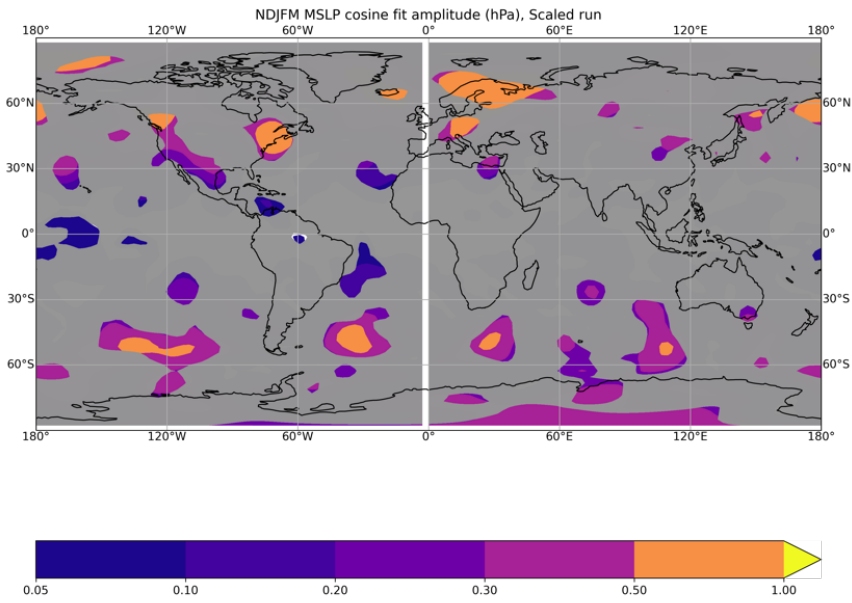 NDJFM MSLP cosine fit amplitude (hPa), Scaled run
180° 120°W 60°W 0° 60°E 120°E 180°
60°N 60°N
30°N 30°N
0° 0°
30°S 30°S
60°S 60°S
180° 120°W 60°W 0° 60°E 120°E 180°
0.05 0.10 0.20 0.30 0.50 1.00